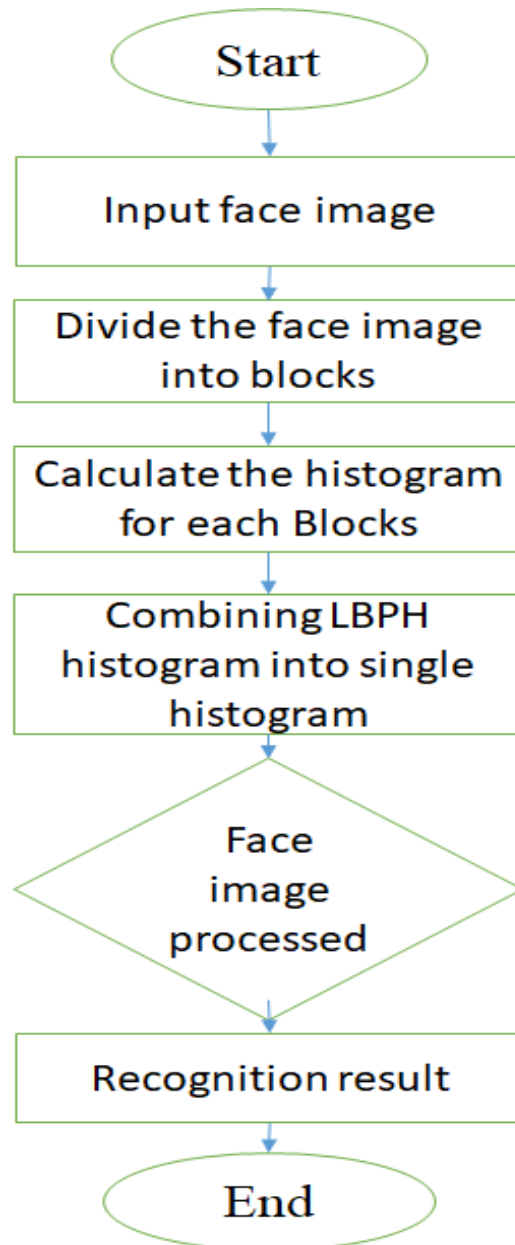 Start
Input face image
Divide the face image
into blocks
Calculate the histogram
for each Blocks
Combining LBPH
histogram into single
histogram
Face
image
processed
Recognition result
End